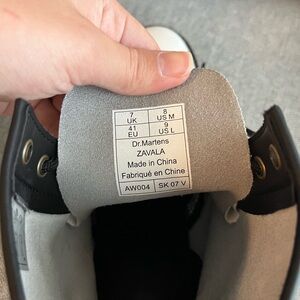 7 UK 8 US M
41 EU 9 US L
Dr.Martens
ZAVALA
Made in China
Fabriqué en Chine
AW004 SK 07 V